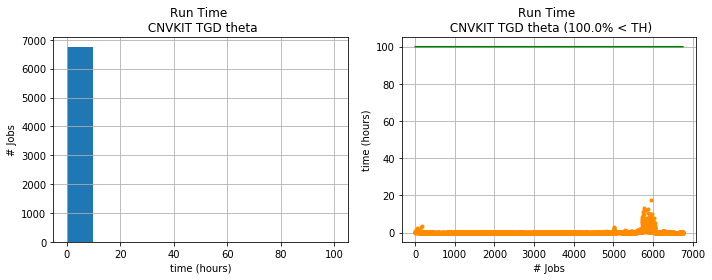 Run Time
CNVKIT TGD theta
# Jobs
7000
6000
5000
4000
3000
2000
1000
0
0 20 40 60 80 100
time (hours)
Run Time
CNVKIT TGD theta (100.0% < TH)
time (hours)
100
80
60
40
20
0
0 1000 2000 3000 4000 5000 6000 7000
# Jobs